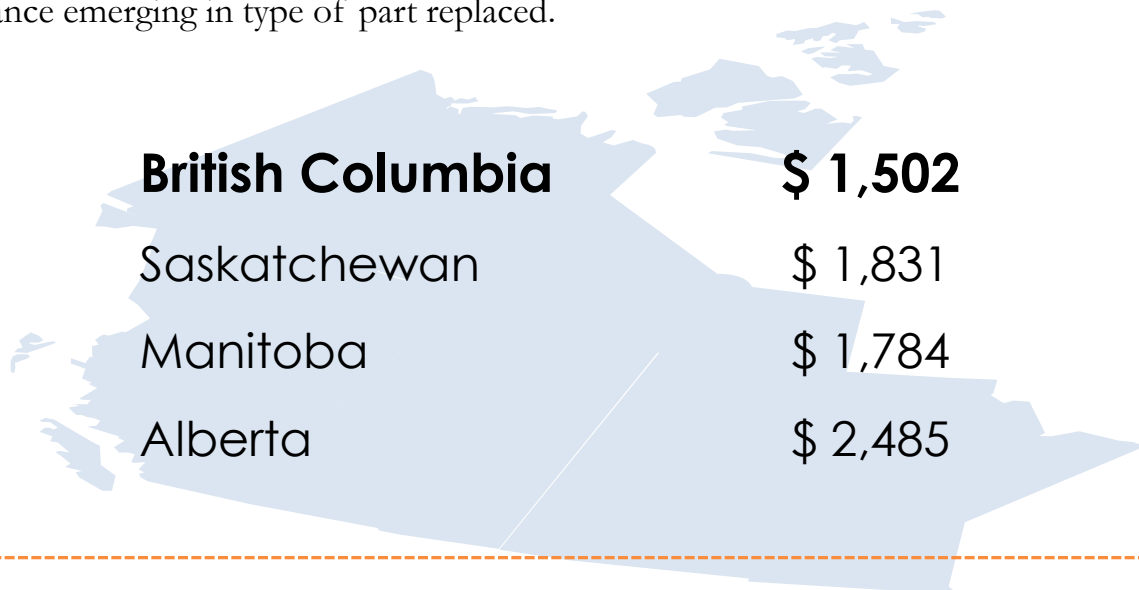 emerging in type of part replaced.
British Columbia $ 1,502
Saskatchewan $ 1,831
Manitoba $ 1,784
Alberta $ 2,485